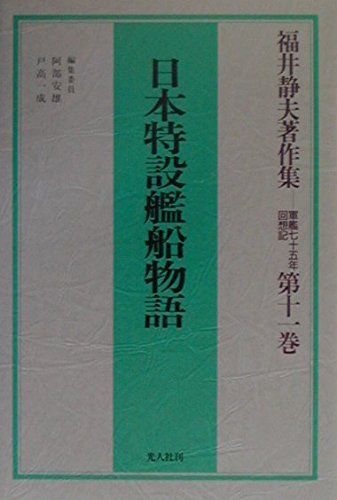 福井静夫著作集
軍艦七十五年
回想記
第十一巻
日本特設艦船物語
編集委員
阿部安雄
戸高一成
光人社刊